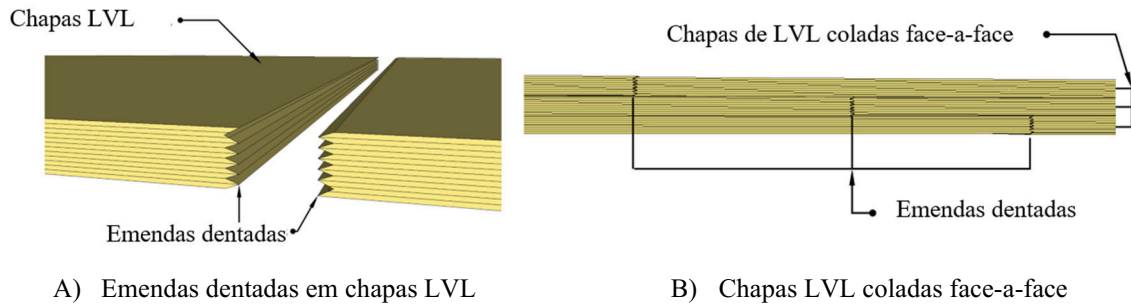 Chapas LVL
Emendas dentadas
A) Emendas dentadas em chapas LVL
Chapas de LVL coladas face-a-face
Emendas dentadas
B) Chapas LVL coladas face-a-face